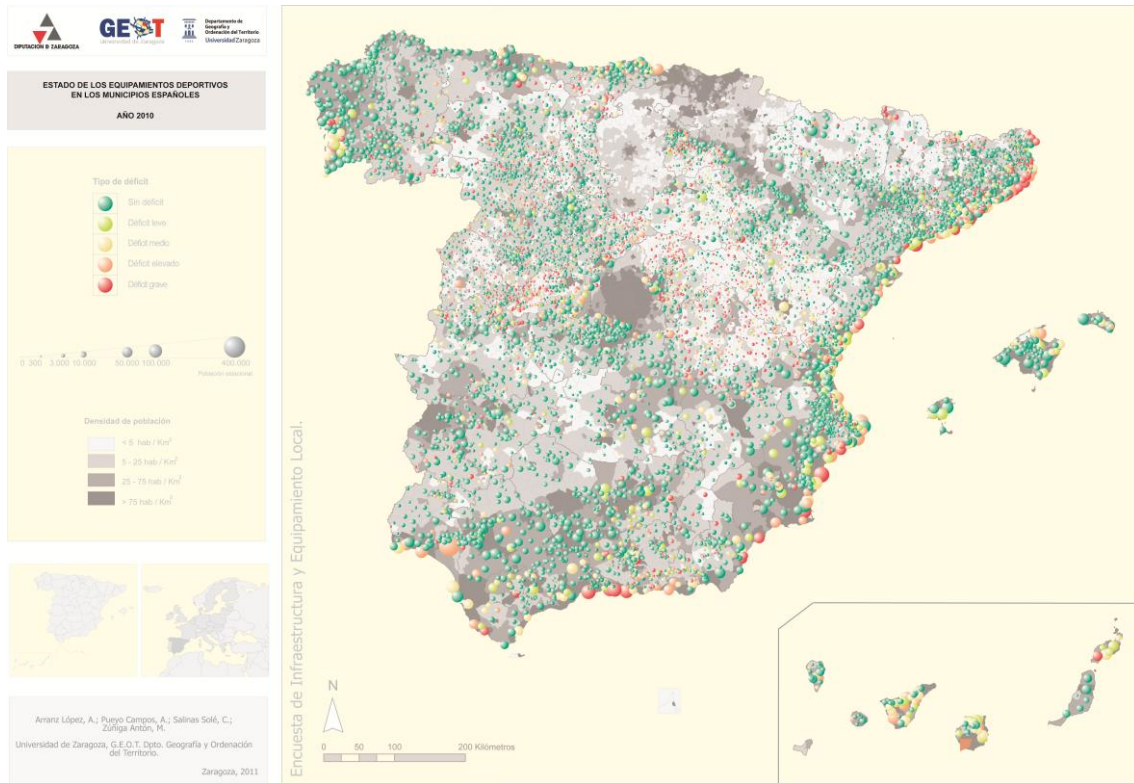 DIPUTACION D ZARAGOZA
GEOT
Universidad de Zaragoza
Departamento de
Geografía y
Ordenación del Territorio
Universidad Zaragoza
ESTADO DE LOS EQUIPAMIENTOS DEPORTIVOS
EN LOS MUNICIPIOS ESPAÑOLES
AÑO 2010
Tipo de déficit
Sin déficit
Déficit leve
Déficit medio
Déficit elevado
Déficit grave
0 300 3.000 10.000 50.000 100.000 400.000
Población estacional
Densidad de población
< 5 hab / Km²
5 - 25 hab / Km²
25 - 75 hab / Km²
> 75 hab / Km²
Arranz López, A.; Pueyo Campos, A.; Salinas Solé, C.;
Zúñiga Antón, M.
Universidad de Zaragoza, G.E.O.T. Dpto. Geografía y Ordenación
del Territorio.
Zaragoza, 2011
Encuesta de Infraestructura y Equipamiento Local.
N
0 50 100 200 Kilómetros